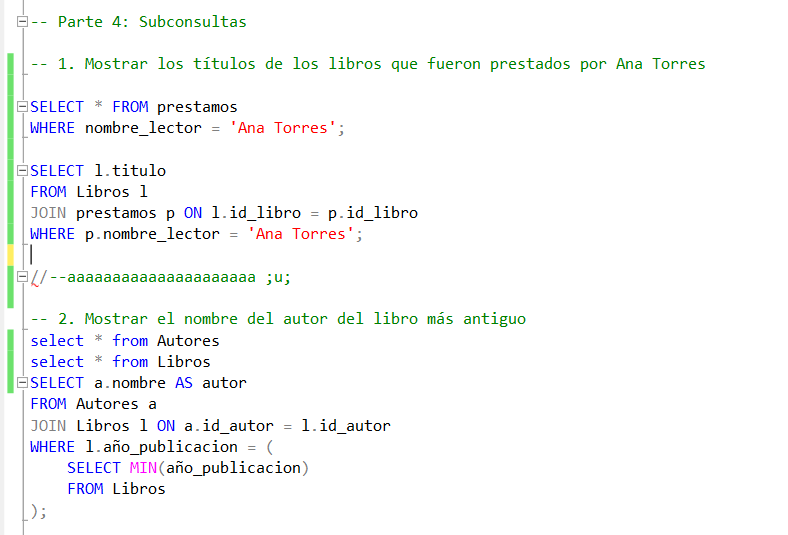 -- Parte 4: Subconsultas
-- 1. Mostrar los títulos de los libros que fueron prestados por Ana Torres
SELECT * FROM prestamos
WHERE nombre_lector = 'Ana Torres';
SELECT l.titulo
FROM Libros l
JOIN prestamos p ON l.id_libro = p.id_libro
WHERE p.nombre_lector = 'Ana Torres';
//--aaaaaaaaaaaaaaaaaaaaa ;u;
-- 2. Mostrar el nombre del autor del libro más antiguo
select * from Autores
select * from Libros
SELECT a.nombre AS autor
FROM Autores a
JOIN Libros l ON a.id_autor = l.id_autor
WHERE l.año_publicacion = (
    SELECT MIN(año_publicacion)
    FROM Libros
);